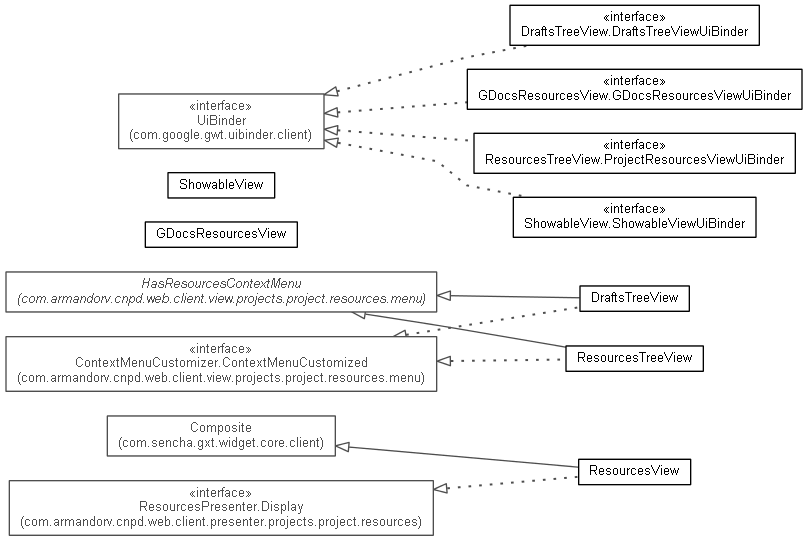 «interface»
DraftsTreeView.DraftsTreeViewUiBinder
«interface»
GDocsResourcesView.GDocsResourcesViewUiBinder
«interface»
UiBinder
(com.google.gwt.uibinder.client)
«interface»
ResourcesTreeView.ProjectResourcesViewUiBinder
ShowableView
«interface»
ShowableView.ShowableViewUiBinder
GDocsResourcesView
HasResourcesContextMenu
(com.armandorv.cnpd.web.client.view.projects.project.resources.menu)
DraftsTreeView
«interface»
ContextMenuCustomizer.ContextMenuCustomized
(com.armandorv.cnpd.web.client.view.projects.project.resources.menu)
ResourcesTreeView
Composite
(com.sencha.gxt.widget.core.client)
ResourcesView
«interface»
ResourcesPresenter.Display
(com.armandorv.cnpd.web.client.presenter.projects.project.resources)